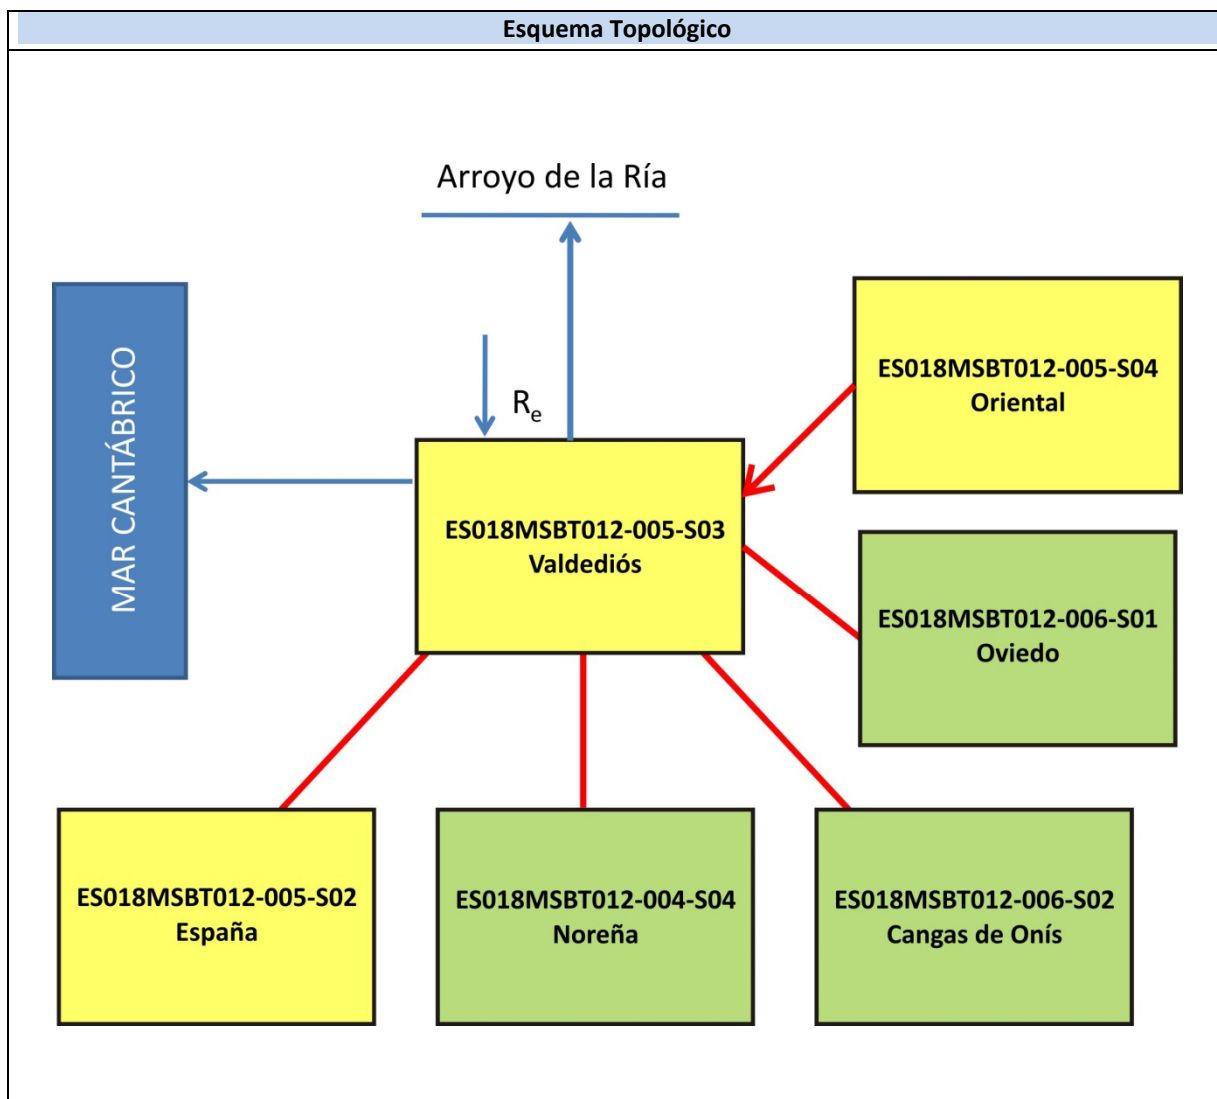 Esquema Topológico
Arroyo de la Ría
MAR CANTÁBRICO
R_e
ES018MSBT012-005-S04
Oriental
ES018MSBT012-005-S03
Valdediós
ES018MSBT012-006-S01
Oviedo
ES018MSBT012-005-S02
España
ES018MSBT012-004-S04
Noreña
ES018MSBT012-006-S02
Cangas de Onís